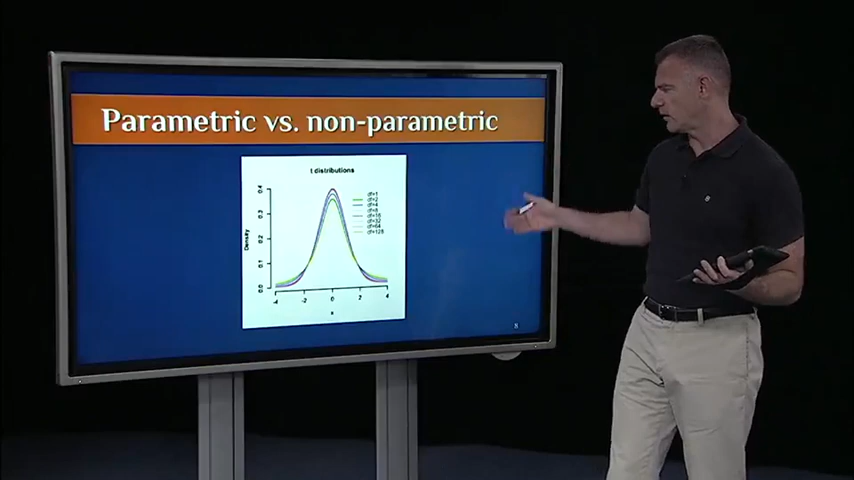 Parametric vs. non-parametric
t distributions
df=1
df=2
df=4
df=8
df=16
df=32
df=64
df=128
Density
0.0
0.1
0.2
0.3
0.4
-4
-2
0
2
4
x
8